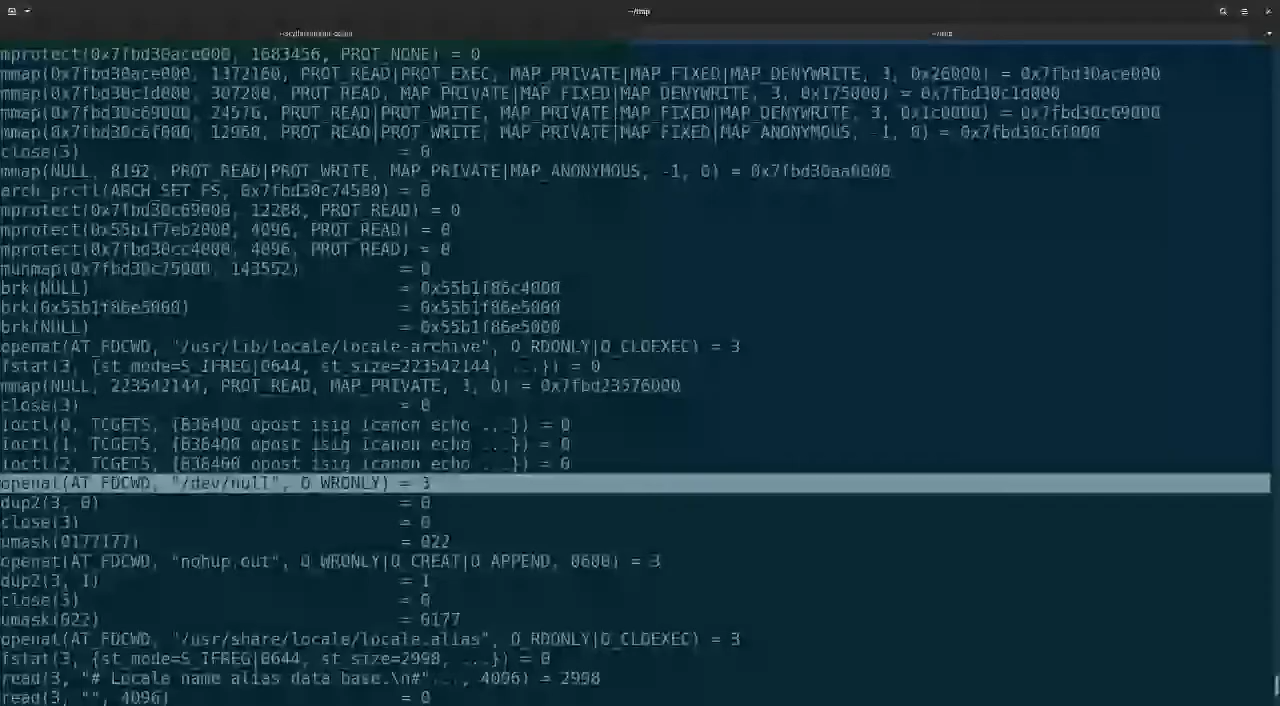 ~/tmp
~/tmp
mprotect(0x7fbd30ace000, 1683456, PROT_NONE) = 0
mmap(0x7fbd30ace000, 1372160, PROT_READ|PROT_EXEC, MAP_PRIVATE|MAP_FIXED|MAP_DENYWRITE, 3, 0x26000) = 0x7fbd30ace000
mmap(0x7fbd30c1d000, 307200, PROT_READ, MAP_PRIVATE|MAP_FIXED|MAP_DENYWRITE, 3, 0x175000) = 0x7fbd30c1d000
mmap(0x7fbd30c69000, 24576, PROT_READ|PROT_WRITE, MAP_PRIVATE|MAP_FIXED|MAP_DENYWRITE, 3, 0x1c0000) = 0x7fbd30c69000
mmap(0x7fbd30c6f000, 12960, PROT_READ|PROT_WRITE, MAP_PRIVATE|MAP_FIXED|MAP_ANONYMOUS, -1, 0) = 0x7fbd30c6f000
close(3) = 0
mmap(NULL, 8192, PROT_READ|PROT_WRITE, MAP_PRIVATE|MAP_ANONYMOUS, -1, 0) = 0x7fbd30aa6000
arch_prctl(ARCH_SET_FS, 0x7fbd30c74580) = 0
mprotect(0x7fbd30c69000, 12288, PROT_READ) = 0
mprotect(0x55b1f7eb2000, 4096, PROT_READ) = 0
mprotect(0x7fbd30cc4000, 4096, PROT_READ) = 0
munmap(0x7fbd30c75000, 143552) = 0
brk(NULL) = 0x55b1f86c4000
brk(0x55b1f86e5000) = 0x55b1f86e5000
brk(NULL) = 0x55b1f86e5000
openat(AT_FDCWD, "/usr/lib/locale/locale-archive", O_RDONLY|O_CLOEXEC) = 3
fstat(3, {st_mode=S_IFREG|0644, st_size=223542144, ...}) = 0
mmap(NULL, 223542144, PROT_READ, MAP_PRIVATE, 3, 0) = 0x7fbd23576000
close(3) = 0
ioctl(0, TCGETS, {B38400 opost isig icanon echo ...}) = 0
ioctl(1, TCGETS, {B38400 opost isig icanon echo ...}) = 0
ioctl(2, TCGETS, {B38400 opost isig icanon echo ...}) = 0
openat(AT_FDCWD, "/dev/null", O_WRONLY) = 3
dup2(3, 0) = 0
close(3) = 0
umask(0177177) = 022
openat(AT_FDCWD, "nohup.out", O_WRONLY|O_CREAT|O_APPEND, 0600) = 3
dup2(3, 1) = 1
close(3) = 0
umask(022) = 0177
openat(AT_FDCWD, "/usr/share/locale/locale.alias", O_RDONLY|O_CLOEXEC) = 3
fstat(3, {st_mode=S_IFREG|0644, st_size=2998, ...}) = 0
read(3, "# Locale name alias data base.\n#"..., 4096) = 2998
read(3, "", 4096) = 0